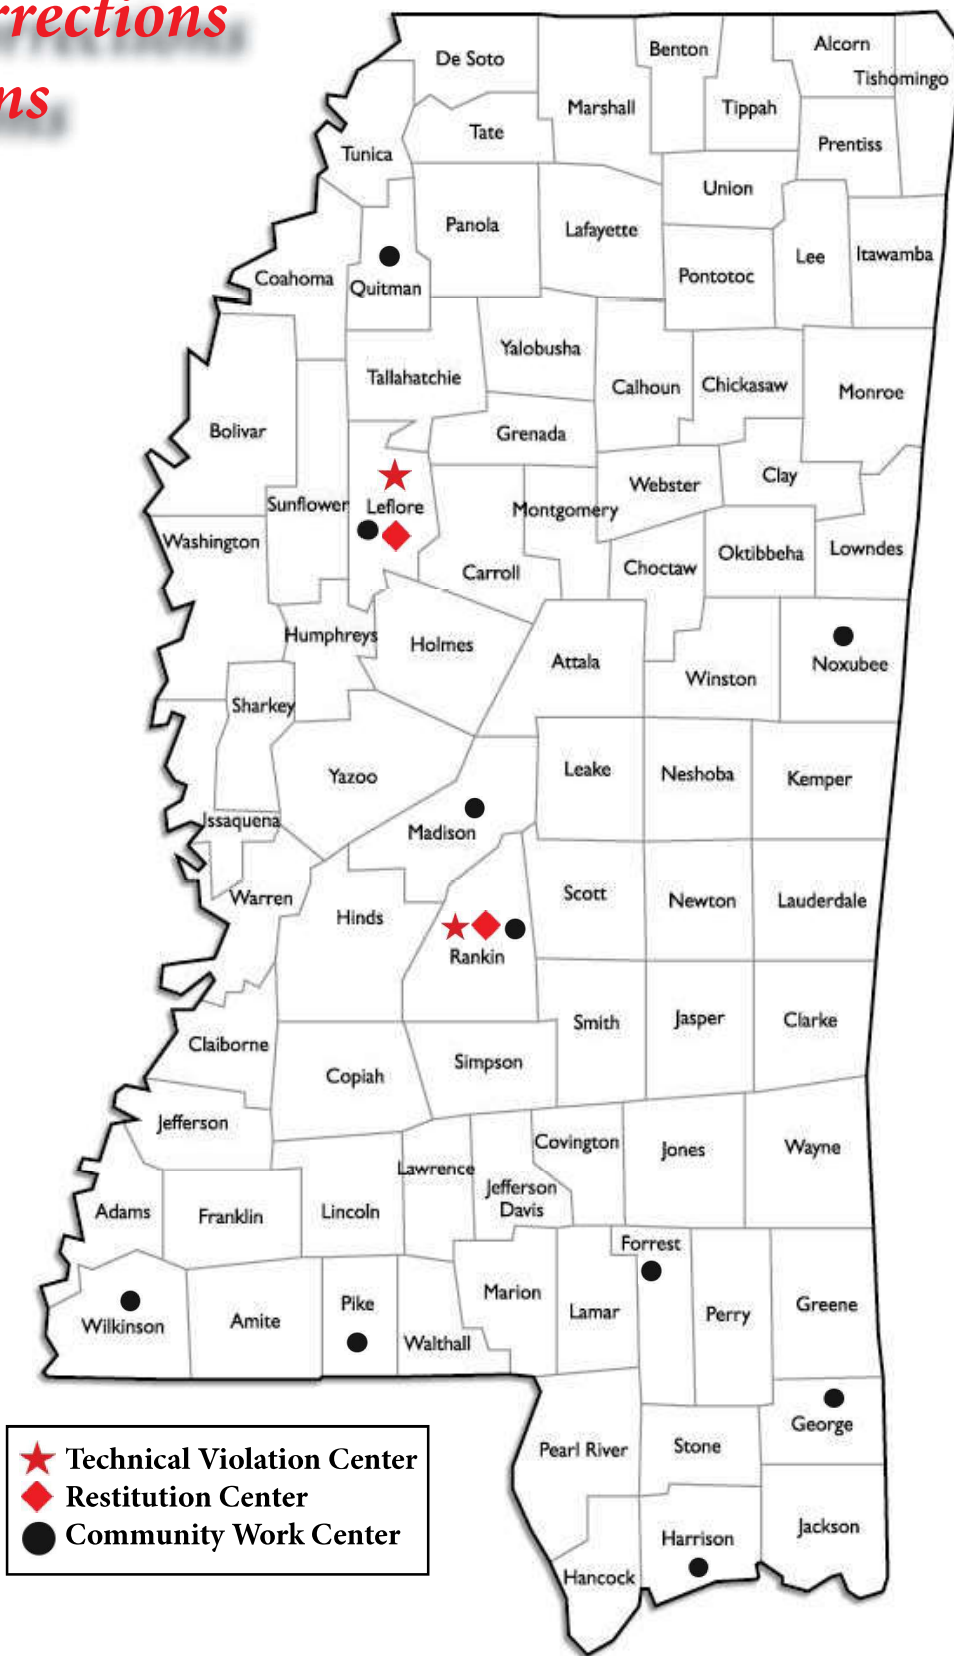 rrections
ns
De Soto
Benton
Alcorn
Tishomingo
Marshall
Tippah
Tate
Prentiss
Tunica
Union
Panola
Lafayette
Lee
Itawamba
Coahoma
Quitman
Pontotoc
Yalobusha
Tallahatchie
Calhoun
Chickasaw
Monroe
Bolivar
Grenada
Clay
Webster
Sunflower
Leflore
Montgomery
Washington
Oktibbeha
Lowndes
Carroll
Choctaw
Humphreys
Holmes
Attala
Noxubee
Winston
Sharkey
Yazoo
Leake
Neshoba
Kemper
Issaquena
Madison
Warren
Scott
Newton
Lauderdale
Hinds
Rankin
Smith
Jasper
Clarke
Claiborne
Simpson
Copiah
Jefferson
Covington
Jones
Wayne
Lawrence
Jefferson
Davis
Adams
Franklin
Lincoln
Forrest
Marion
Pike
Lamar
Perry
Greene
Wilkinson
Amite
Walthall
George
Pearl River
Stone
Harrison
Jackson
Hancock
Technical Violation Center
Restitution Center
Community Work Center